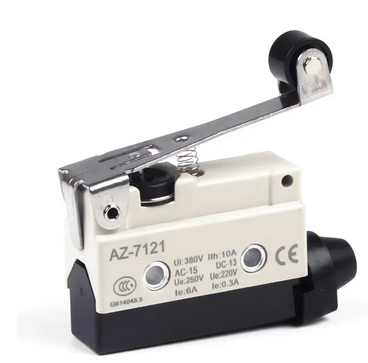 AZ-7121
Ui:380V Ith:10A
AC-15 DC-13
Ue:250V Ue:220V
Ie:6A Ie:0.3A
CCC
GB14048.5
CE